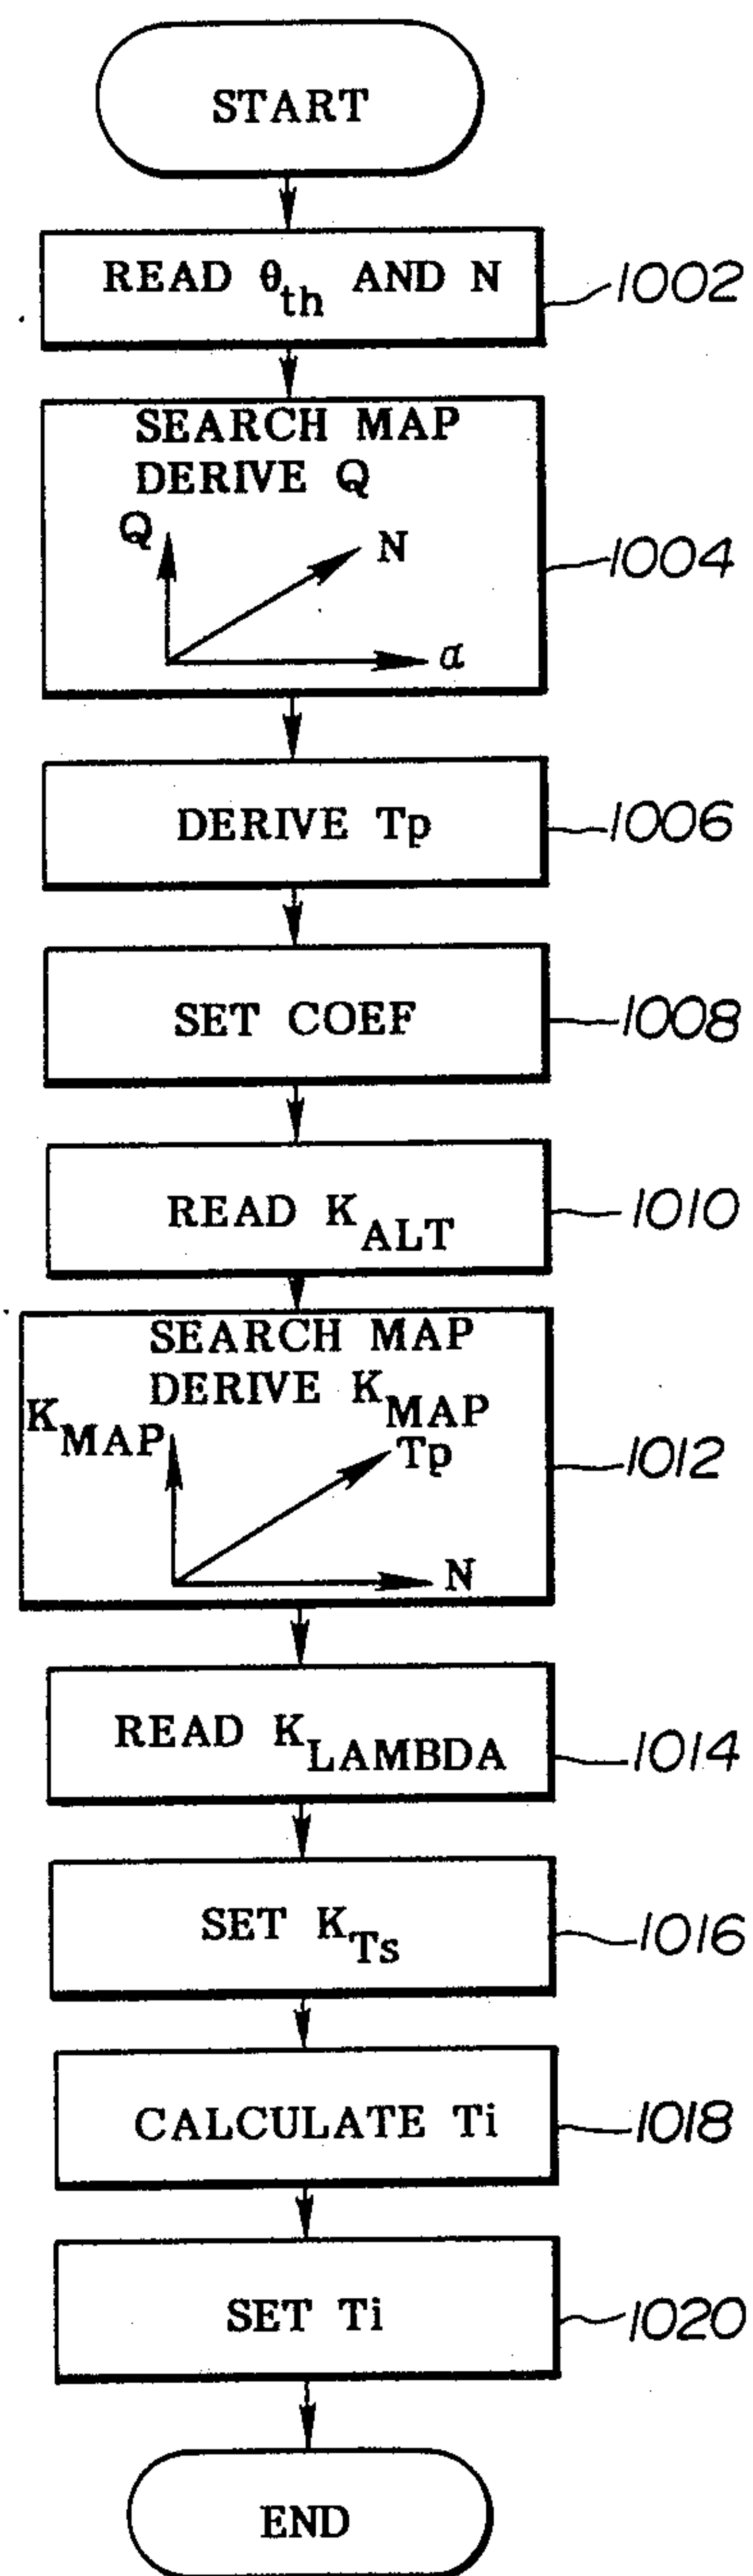 START
READ θth AND N
1002
SEARCH MAP
DERIVE Q
Q
N
α
1004
DERIVE Tp
1006
SET COEF
1008
READ KALT
1010
SEARCH MAP
DERIVE KMAP
KMAP
Tp
N
1012
READ KLAMBDA
1014
SET KTs
1016
CALCULATE Ti
1018
SET Ti
1020
END